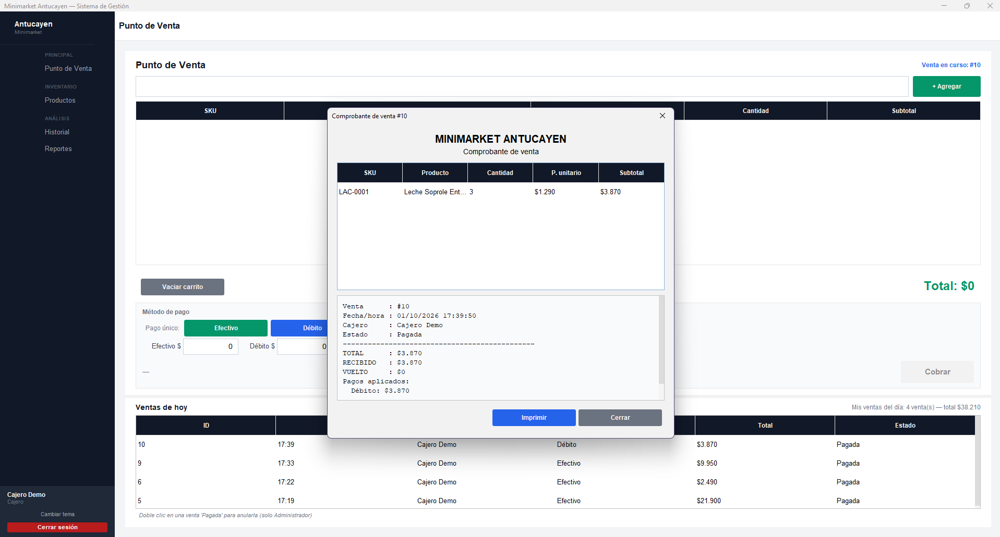 Minimarket Antucayen — Sistema de Gestión
Antucayen
Minimarket
PRINCIPAL
Punto de Venta
INVENTARIO
Productos
ANÁLISIS
Historial
Reportes
Cajero Demo
Cajero
Cambiar tema
Cerrar sesión
Punto de Venta
Punto de Venta
Venta en curso: #10
+ Agregar
SKU Cantidad Subtotal
Vaciar carrito
Total: $0
Método de pago
Pago único: Efectivo Débito
Efectivo $ 0 Débito $ 0
—
Cobrar
Comprobante de venta #10
MINIMARKET ANTUCAYEN
Comprobante de venta
SKU Producto Cantidad P. unitario Subtotal
LAC-0001 Leche Soprole Ent... 3 $1.290 $3.870
Venta : #10
Fecha/hora : 01/10/2026 17:39:50
Cajero : Cajero Demo
Estado : Pagada
----------------------------------------------
TOTAL : $3.870
RECIBIDO : $3.870
VUELTO : $0
Pagos aplicados:
Débito: $3.870
Imprimir Cerrar
Ventas de hoy
Mis ventas del día: 4 venta(s) — total $38.210
ID Total Estado
10 17:39 Cajero Demo Débito $3.870 Pagada
9 17:33 Cajero Demo Efectivo $9.950 Pagada
6 17:22 Cajero Demo Efectivo $2.490 Pagada
5 17:19 Cajero Demo Efectivo $21.900 Pagada
Doble clic en una venta 'Pagada' para anularla (solo Administrador)